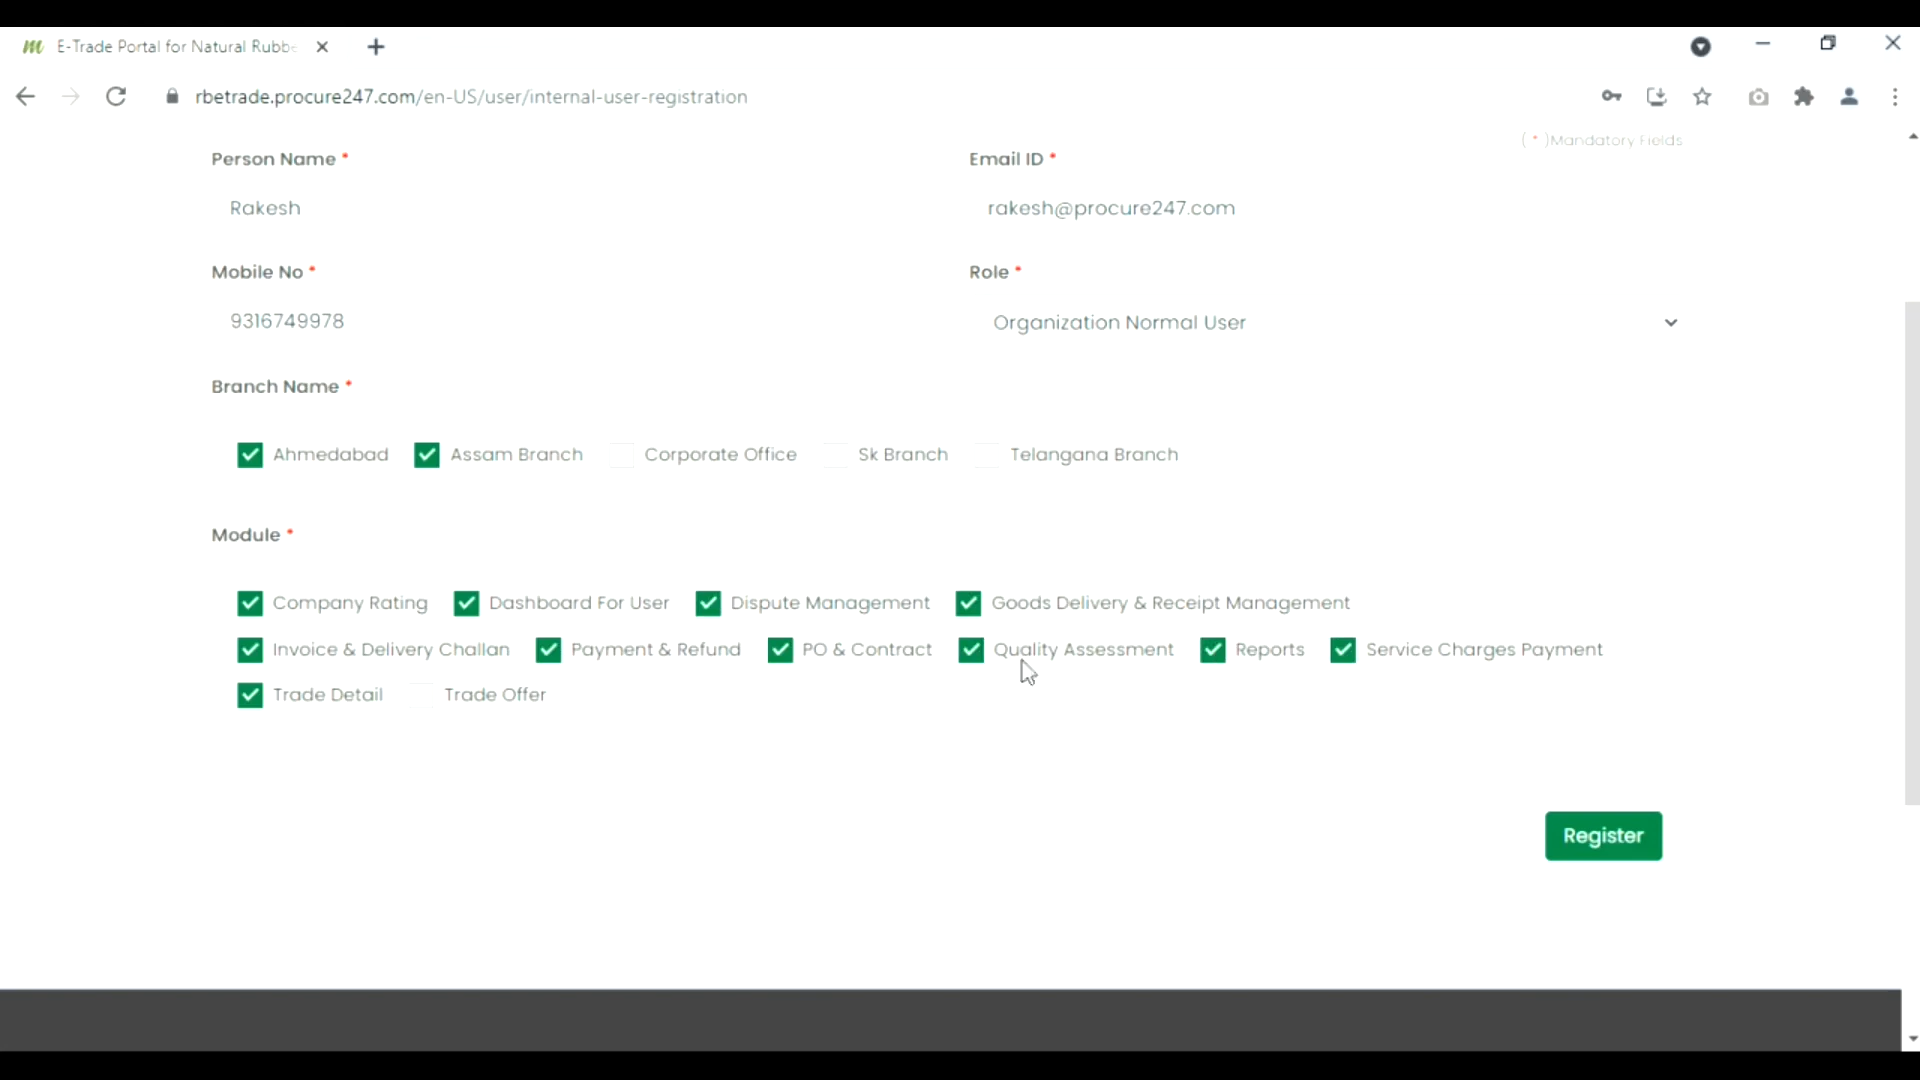 E-Trade Portal for Natural Rubb
rbetrade.procure247.com/en-US/user/internal-user-registration
( * )Mandatory Fields
Person Name * Email ID *
Rakesh rakesh@procure247.com
Mobile No * Role *
9316749978 Organization Normal User
Branch Name *
Ahmedabad Assam Branch Corporate Office Sk Branch Telangana Branch
Module *
Company Rating Dashboard For User Dispute Management Goods Delivery & Receipt Management
Invoice & Delivery Challan Payment & Refund PO & Contract Quality Assessment Reports Service Charges Payment
Trade Detail Trade Offer
Register